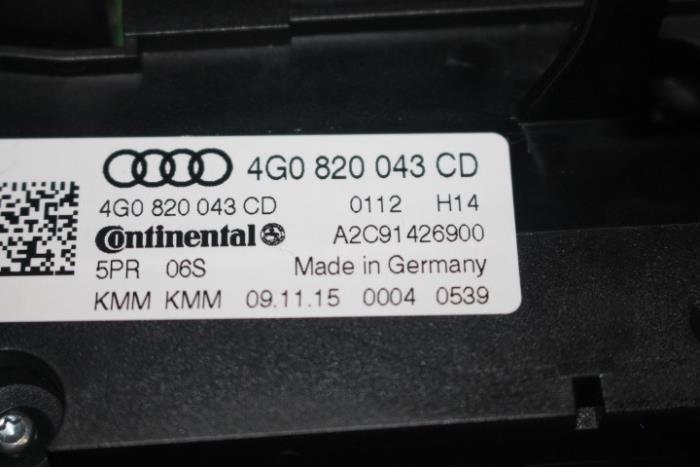 4G0 820 043 CD
4G0 820 043 CD 0112 H14
Continental A2C91426900
5PR 06S Made in Germany
KMM KMM 09.11.15 0004 0539